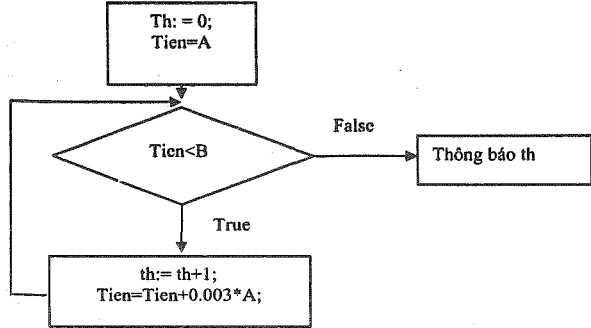 Th: = 0;
Tien=A
Tien<B
False
Thông báo th
True
th:= th+1;
Tien=Tien+0.003*A;